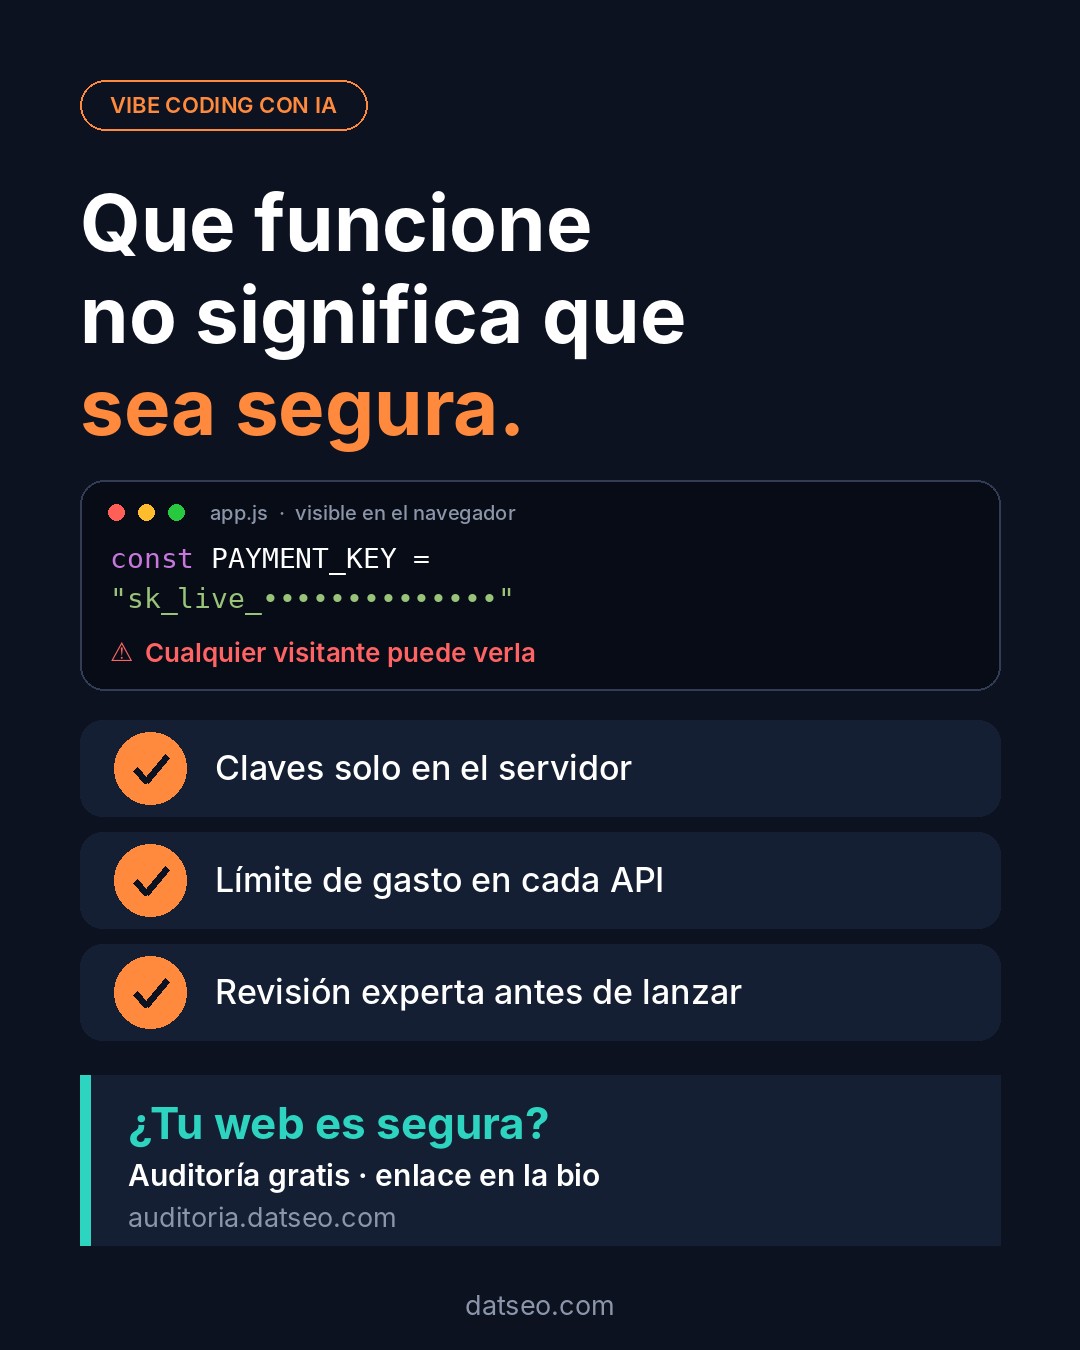 VIBE CODING CON IA
Que funcione
no significa que
sea segura.
app.js · visible en el navegador
const PAYMENT_KEY =
"sk_live_••••••••••••••"
⚠ Cualquier visitante puede verla
Claves solo en el servidor
Límite de gasto en cada API
Revisión experta antes de lanzar
¿Tu web es segura?
Auditoría gratis · enlace en la bio
auditoria.datseo.com
datseo.com